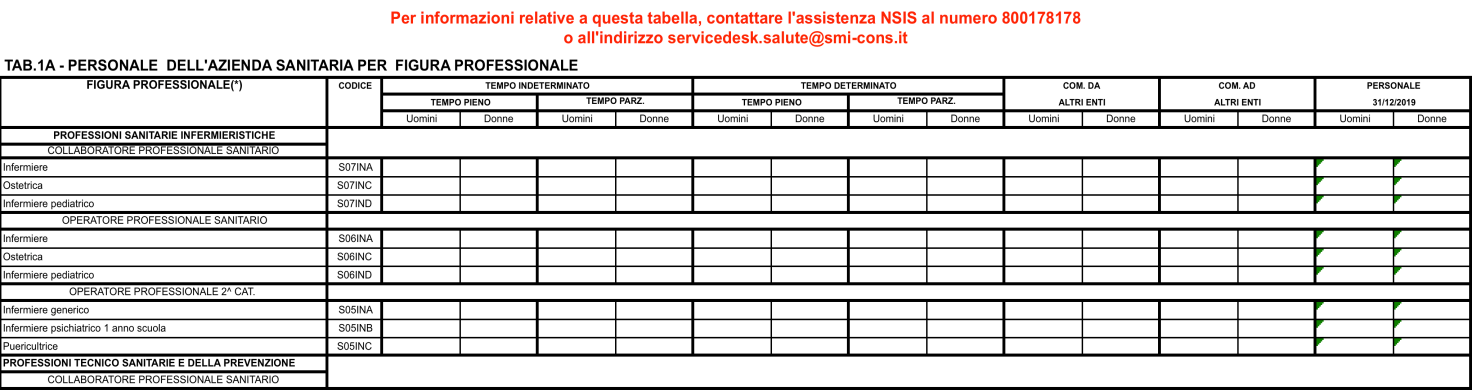 Per informazioni relative a questa tabella, contattare l'assistenza NSIS al numero 800178178
o all'indirizzo servicedesk.salute@smi-cons.it
TAB.1A - PERSONALE DELL'AZIENDA SANITARIA PER FIGURA PROFESSIONALE
FIGURA PROFESSIONALE(*) CODICE TEMPO INDETERMINATO TEMPO DETERMINATO COM. DA COM. AD PERSONALE
TEMPO PIENO TEMPO PARZ. TEMPO PIENO TEMPO PARZ. ALTRI ENTI ALTRI ENTI 31/12/2019
Uomini Donne Uomini Donne Uomini Donne Uomini Donne Uomini Donne Uomini Donne Uomini Donne
PROFESSIONI SANITARIE INFERMIERISTICHE
COLLABORATORE PROFESSIONALE SANITARIO
Infermiere S07INA
Ostetrica S07INC
Infermiere pediatrico S07IND
OPERATORE PROFESSIONALE SANITARIO
Infermiere S06INA
Ostetrica S06INC
Infermiere pediatrico S06IND
OPERATORE PROFESSIONALE 2^ CAT.
Infermiere generico S05INA
Infermiere psichiatrico 1 anno scuola S05INB
Puericultrice S05INC
PROFESSIONI TECNICO SANITARIE E DELLA PREVENZIONE
COLLABORATORE PROFESSIONALE SANITARIO